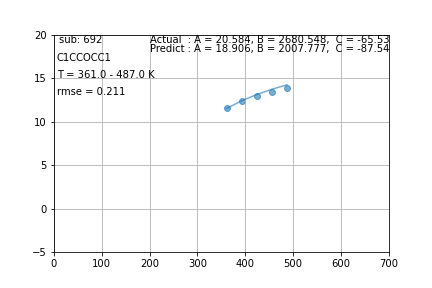 sub: 692
Actual : A = 20.584, B = 2680.548, C = -65.53
Predict : A = 18.906, B = 2007.777, C = -87.54
C1CCOCC1
T = 361.0 - 487.0 K
rmse = 0.211
20
15
10
5
0
−5
0 100 200 300 400 500 600 700